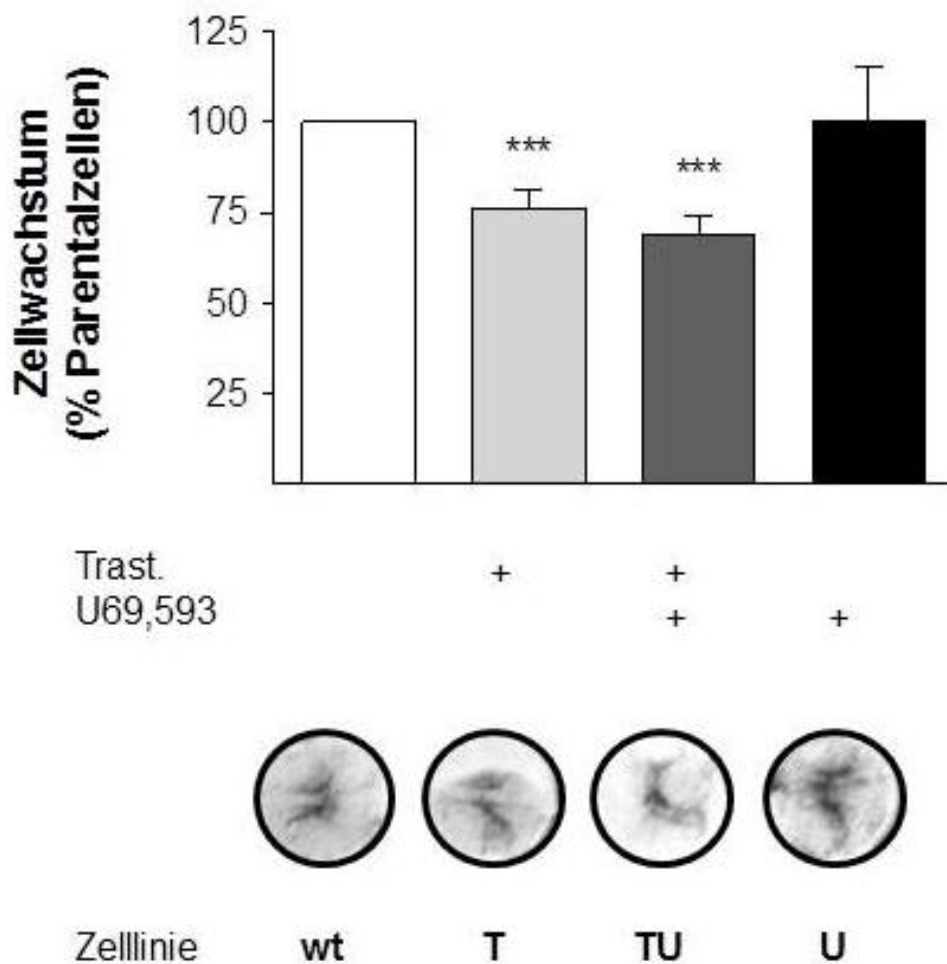 Zellwachstum
(% Parentalzellen)
125
100
75
50
25
***
***
Trast. + +
U69,593 + +
Zelllinie wt T TU U